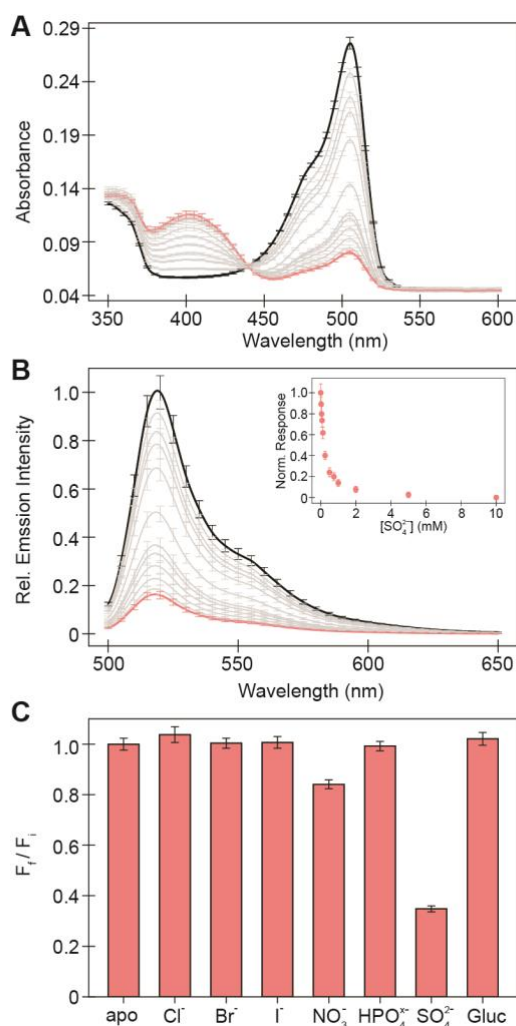 A
0.29
0.24
0.19
0.14
0.09
0.04
Absorbance
350 400 450 500 550 600
Wavelength (nm)
B
1.0
0.8
0.6
0.4
0.2
0
Rel. Emssion Intensity
1.0
0.8
0.6
0.4
0.2
0
Norm. Response
0 2 4 6 8 10
[SO₄²⁻] (mM)
500 550 600 650
Wavelength (nm)
C
1.0
0.8
0.6
0.4
0.2
0
F_f / F_i
apo Cl⁻ Br⁻ I⁻ NO₃⁻ HPO₄ˣ⁻ SO₄²⁻ Gluc